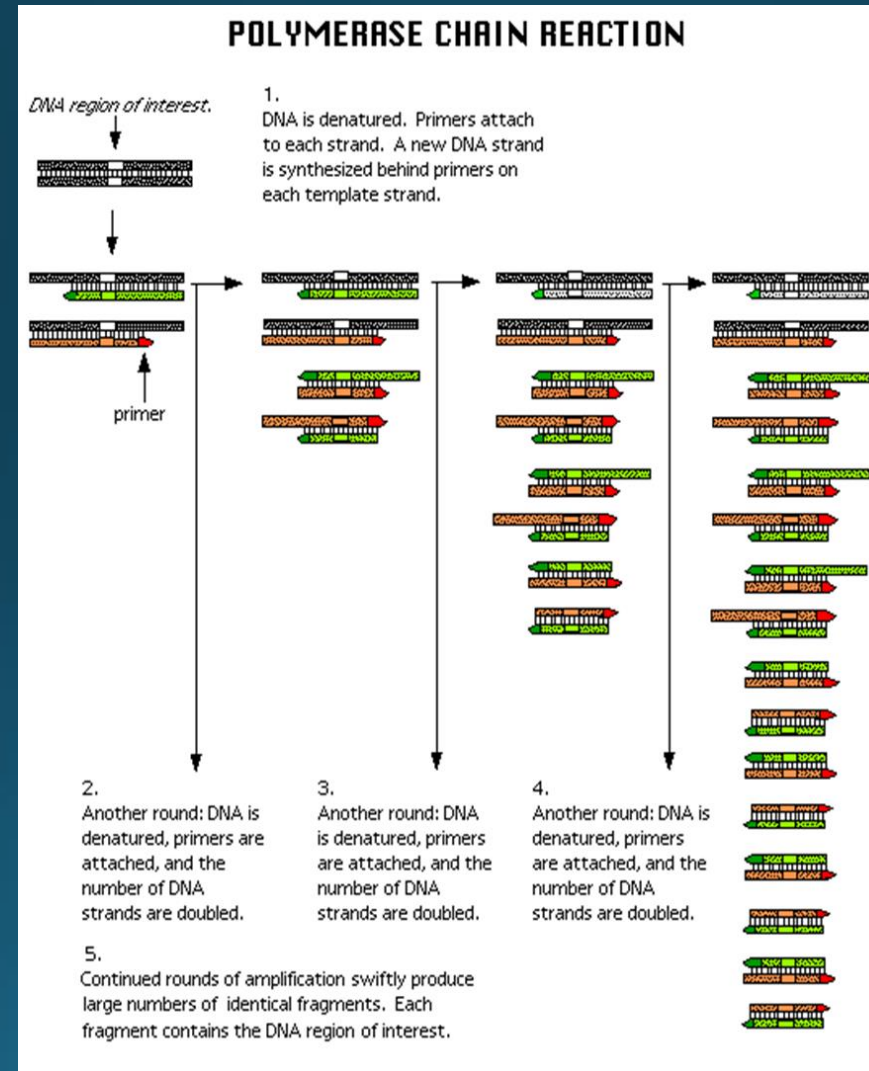 POLYMERASE CHAIN REACTION
DNA region of interest.
1.
DNA is denatured. Primers attach
to each strand. A new DNA strand
is synthesized behind primers on
each template strand.
primer
2.
Another round: DNA is
denatured, primers are
attached, and the
number of DNA
strands are doubled.
3.
Another round: DNA
is denatured, primers
are attached, and the
number of DNA
strands are doubled.
4.
Another round: DNA is
denatured, primers
are attached, and the
number of DNA
strands are doubled.
5.
Continued rounds of amplification swiftly produce
large numbers of identical fragments. Each
fragment contains the DNA region of interest.